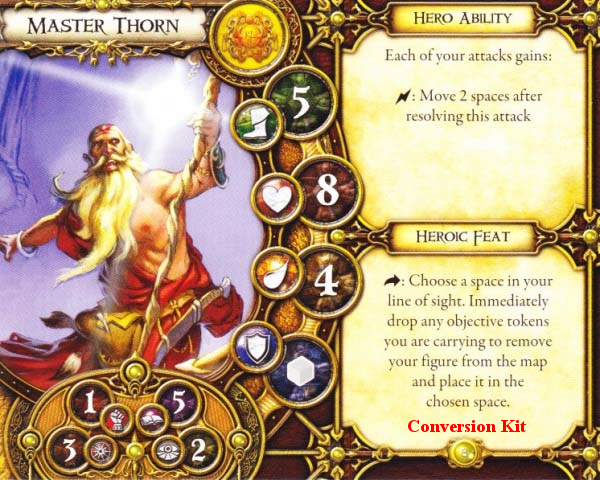 MASTER THORN
5
8
4
1
5
3
2
HERO ABILITY
Each of your attacks gains:
: Move 2 spaces after
resolving this attack
HEROIC FEAT
: Choose a space in your
line of sight. Immediately
drop any objective tokens
you are carrying to remove
your figure from the map
and place it in the
chosen space.
Conversion Kit